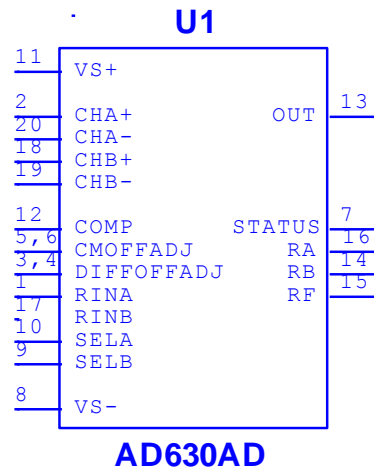 U1
11 VS+
2 CHA+ OUT 13
20 CHA-
18 CHB+
19 CHB-
12 COMP STATUS 7
5,6 CMOFFADJ RA 16
3,4 DIFFOFFADJ RB 14
1 RINA RF 15
17 RINB
10 SELA
9 SELB
8 VS-
AD630AD